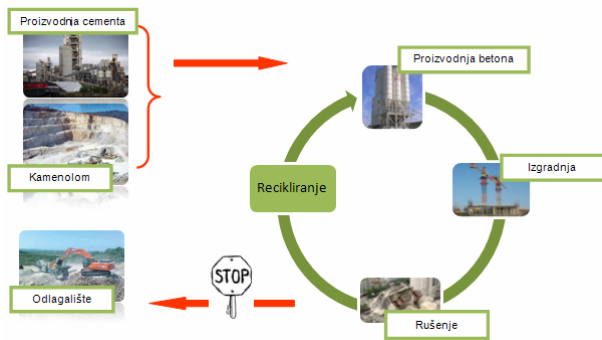 Proizvodnja cementa
Kamenolom
Odlagalište
STOP
Proizvodnja betona
Izgradnja
Rušenje
Recikliranje